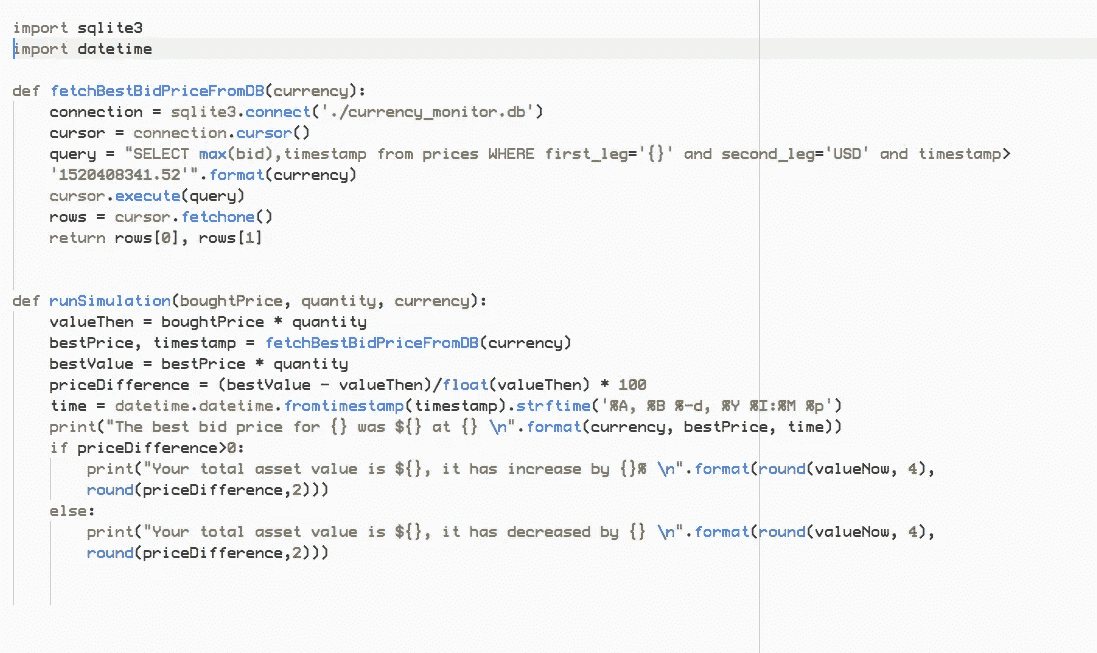 import sqlite3
import datetime
def fetchBestBidPriceFromDB(currency):
    connection = sqlite3.connect('./currency_monitor.db')
    cursor = connection.cursor()
    query = "SELECT max(bid),timestamp from prices WHERE first_leg='{}' and second_leg='USD' and timestamp>
    '1520408341.52'".format(currency)
    cursor.execute(query)
    rows = cursor.fetchone()
    return rows[0], rows[1]
def runSimulation(boughtPrice, quantity, currency):
    valueThen = boughtPrice * quantity
    bestPrice, timestamp = fetchBestBidPriceFromDB(currency)
    bestValue = bestPrice * quantity
    priceDifference = (bestValue - valueThen)/float(valueThen) * 100
    time = datetime.datetime.fromtimestamp(timestamp).strftime('%A, %B %-d, %Y %I:%M %p')
    print("The best bid price for {} was ${} at {} \n".format(currency, bestPrice, time))
    if priceDifference>0:
        print("Your total asset value is ${}, it has increase by {}% \n".format(round(valueNow, 4),
        round(priceDifference,2)))
    else:
        print("Your total asset value is ${}, it has decreased by {} \n".format(round(valueNow, 4),
        round(priceDifference,2)))